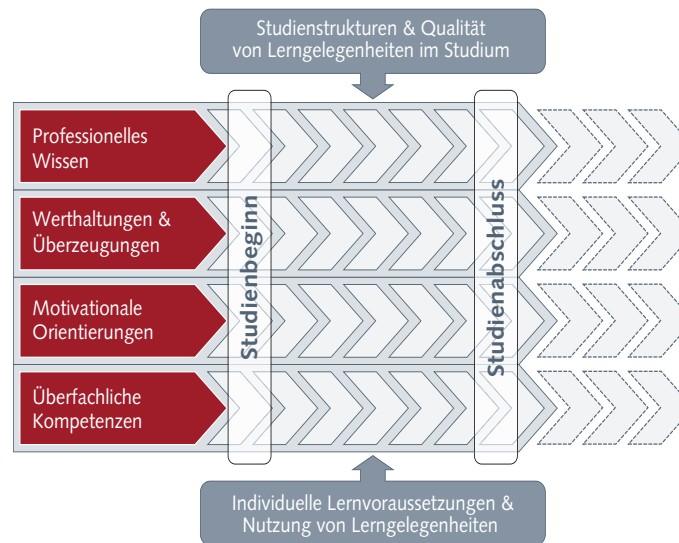 Studienstrukturen & Qualität
von Lerngelegenheiten im Studium
Professionelles
Wissen
Werthaltungen &
Überzeugungen
Motivationale
Orientierungen
Überfachliche
Kompetenzen
Studienbeginn
Studienabschluss
Individuelle Lernvoraussetzungen &
Nutzung von Lerngelegenheiten